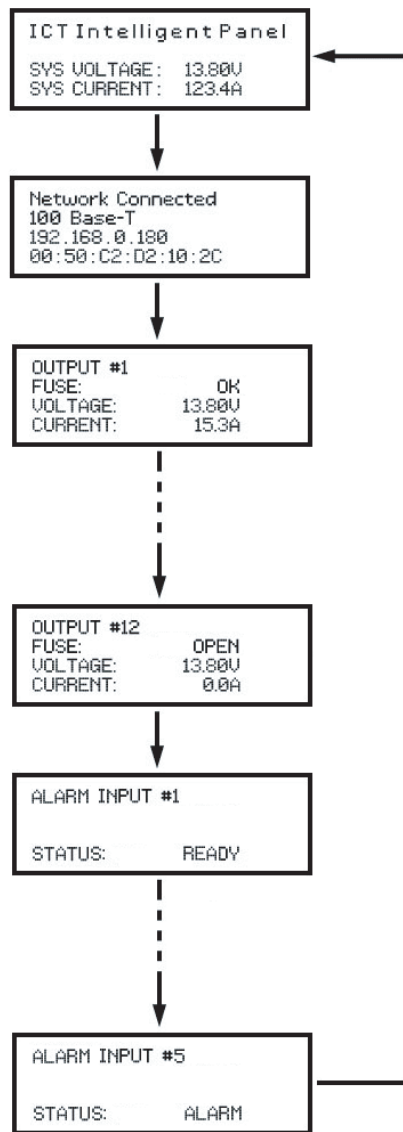 ICT Intelligent Panel
SYS VOLTAGE: 13.80V
SYS CURRENT: 123.4A
Network Connected
100 Base-T
192.168.0.180
00:50:C2:D2:10:2C
OUTPUT #1
FUSE: OK
VOLTAGE: 13.80V
CURRENT: 15.3A
OUTPUT #12
FUSE: OPEN
VOLTAGE: 13.80V
CURRENT: 0.0A
ALARM INPUT #1
STATUS: READY
ALARM INPUT #5
STATUS: ALARM